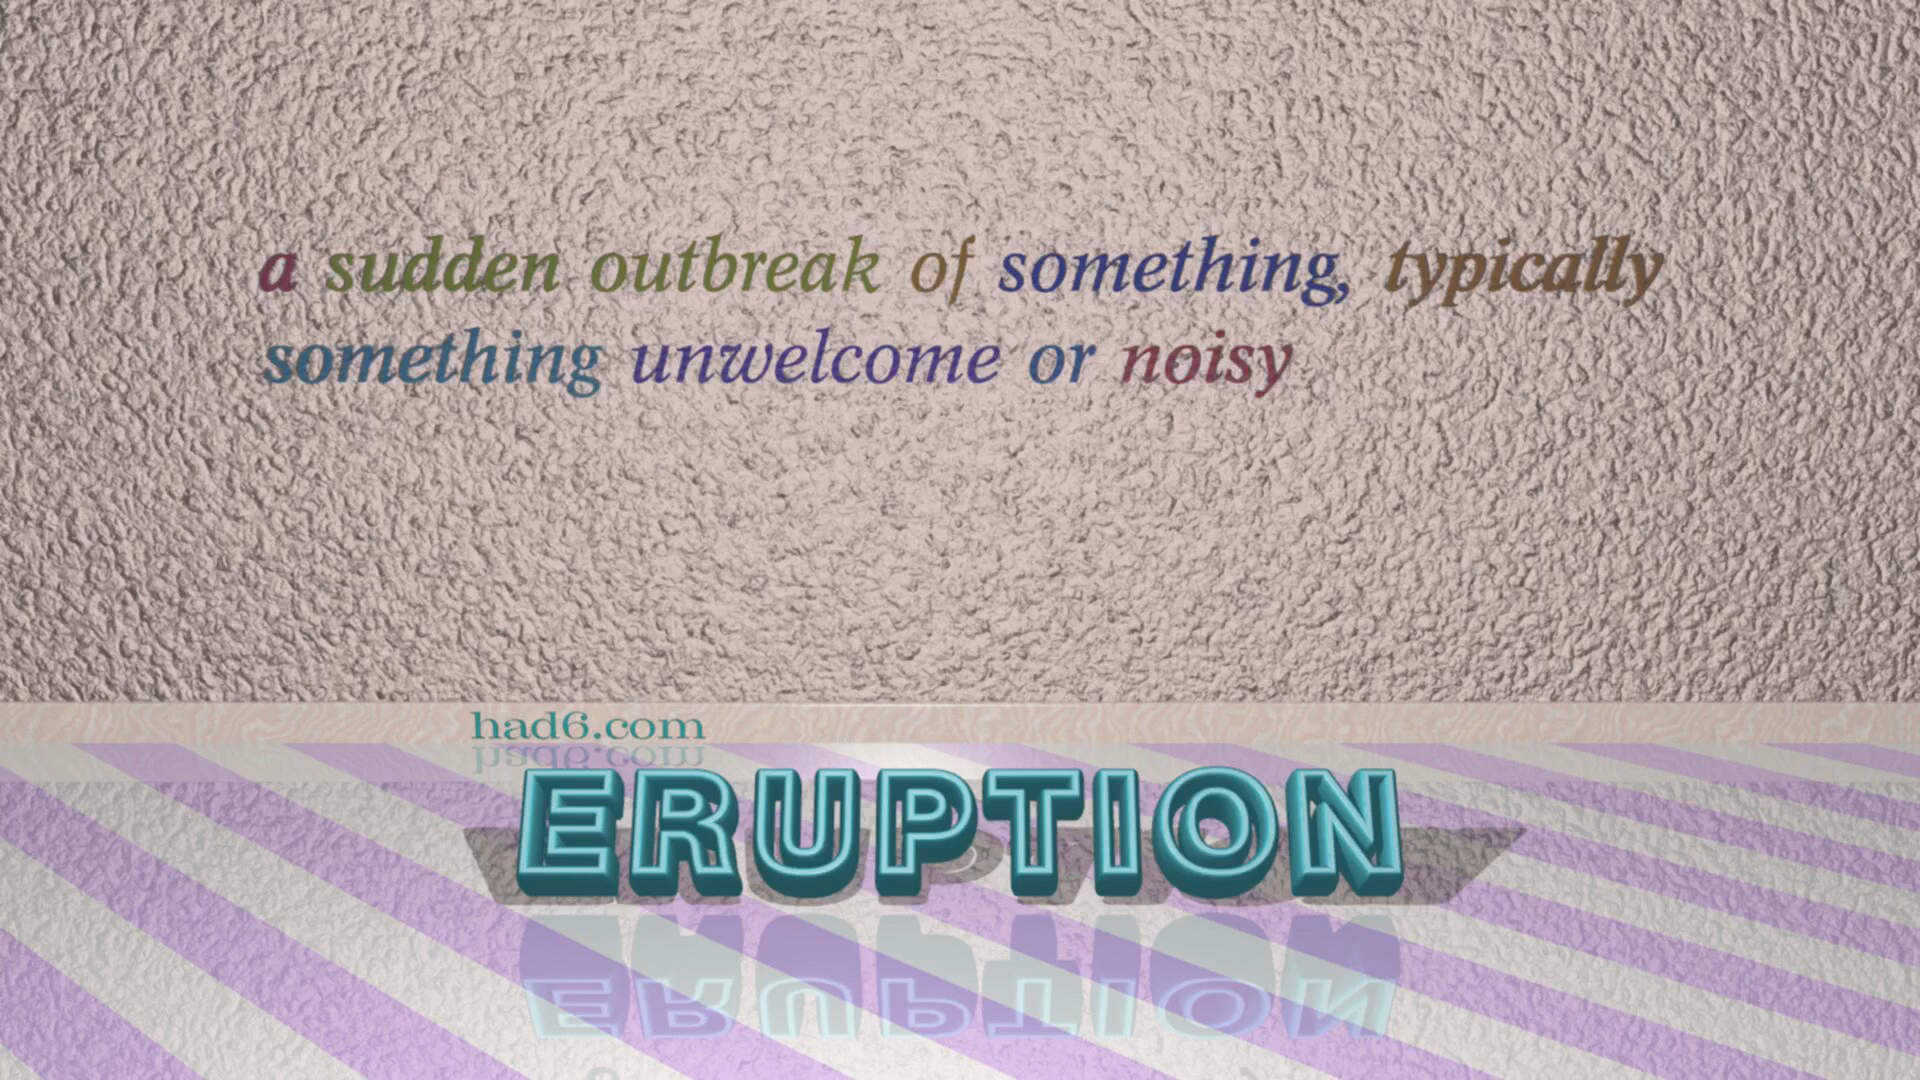 a sudden outbreak of something, typically
something unwelcome or noisy
had6.com
ERUPTION